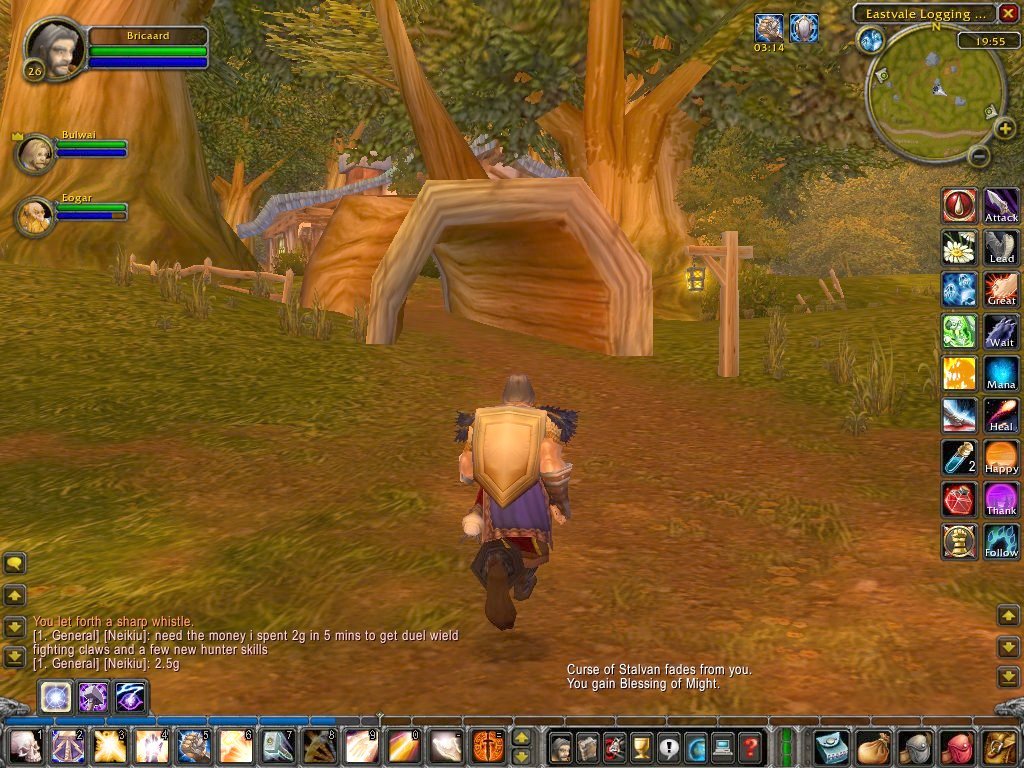 Bricaard
26
Bulwai
Eogar
03:14
Eastvale Logging ...
N
19:55
Attack
Lead
Great
Wait
Mana
Heal
2
Happy
Thank
Follow
You let forth a sharp whistle.
[1. General] [Neikiu]: need the money i spent 2g in 5 mins to get duel wield
fighting claws and a few new hunter skills
[1. General] [Neikiu]: 2.5g
Curse of Stalvan fades from you.
You gain Blessing of Might.
1 2 3 4 5 6 7 8 9 0 - =